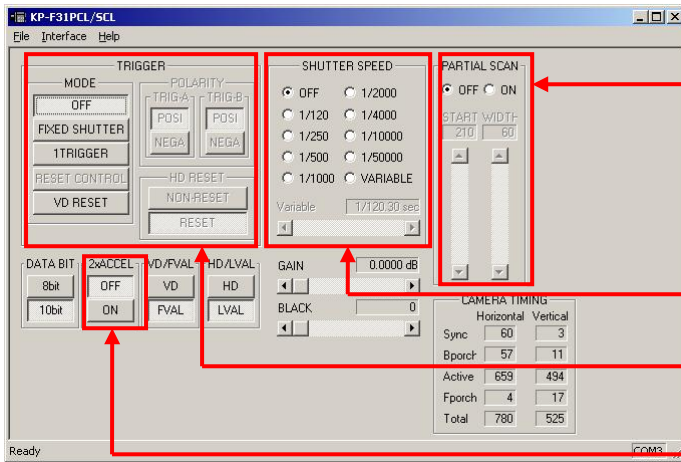 KP-F31PCL/SCL
File Interface Help
TRIGGER
MODE
OFF
FIXED SHUTTER
1TRIGGER
RESET CONTROL
VD RESET
POLARITY
TRIG-A TRIG-B
POSI POSI
NEGA NEGA
HD RESET
NON-RESET
RESET
SHUTTER SPEED
OFF 1/2000
1/120 1/4000
1/250 1/10000
1/500 1/50000
1/1000 VARIABLE
Variable 1/120.30 sec
PARTIAL SCAN
OFF ON
START WIDTH
210 60
DATA BIT
8bit
10bit
2xACCEL
OFF
ON
VD/FVAL
VD
FVAL
HD/LVAL
HD
LVAL
GAIN 0.0000 dB
BLACK 0
CAMERA TIMING
Horizontal Vertical
Sync 60 3
Bporch 57 11
Active 659 494
Fporch 4 17
Total 780 525
Ready COM3